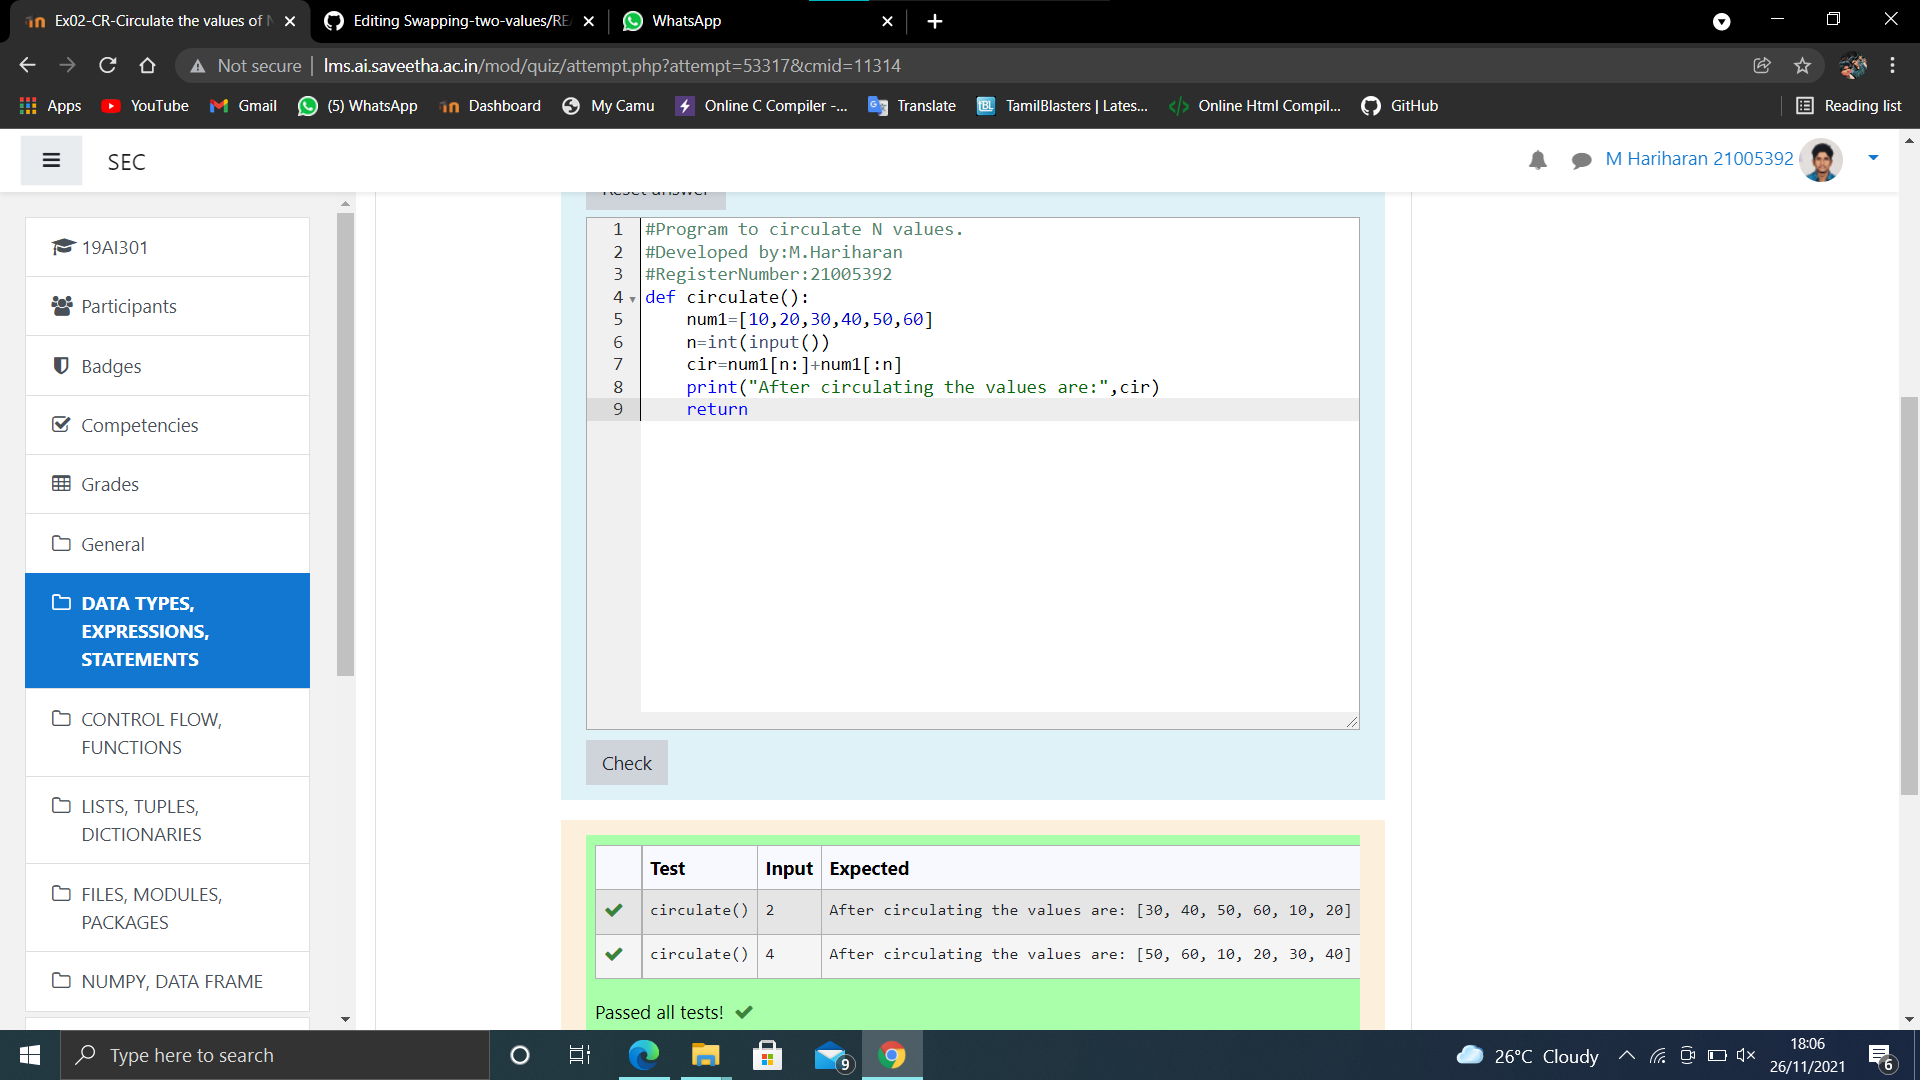 Ex02-CR-Circulate the values of N
Editing Swapping-two-values/REA
WhatsApp
Not secure
lms.ai.saveetha.ac.in/mod/quiz/attempt.php?attempt=53317&cmid=11314
Apps
YouTube
Gmail
(5) WhatsApp
Dashboard
My Camu
Online C Compiler -...
Translate
TamilBlasters | Lates...
Online Html Compil...
GitHub
Reading list
SEC
M Hariharan 21005392
19AI301
Participants
Badges
Competencies
Grades
General
DATA TYPES,
EXPRESSIONS,
STATEMENTS
CONTROL FLOW,
FUNCTIONS
LISTS, TUPLES,
DICTIONARIES
FILES, MODULES,
PACKAGES
NUMPY, DATA FRAME
Reset answer
1 #Program to circulate N values.
2 #Developed by:M.Hariharan
3 #RegisterNumber:21005392
4 def circulate():
5 num1=[10,20,30,40,50,60]
6 n=int(input())
7 cir=num1[n:]+num1[:n]
8 print("After circulating the values are:",cir)
9 return
Check
Test Input Expected
circulate() 2 After circulating the values are: [30, 40, 50, 60, 10, 20]
circulate() 4 After circulating the values are: [50, 60, 10, 20, 30, 40]
Passed all tests!
Type here to search
9
26°C Cloudy
18:06
26/11/2021
6